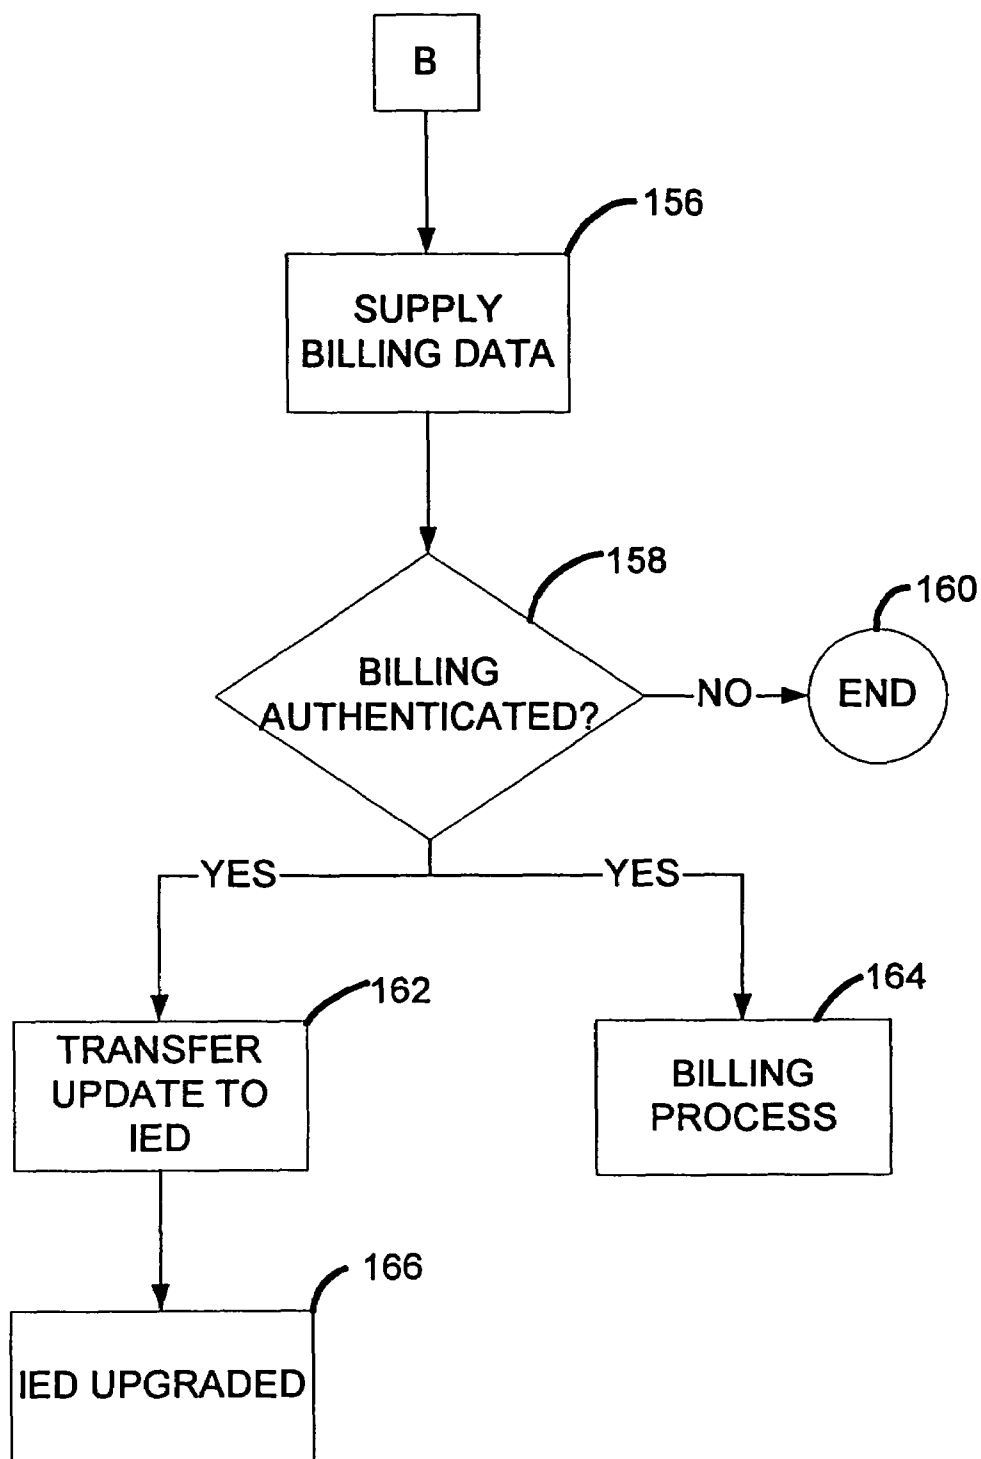 B
156
SUPPLY
BILLING DATA
158
160
BILLING
AUTHENTICATED?
NO
END
YES
YES
162
164
TRANSFER
UPDATE TO
IED
BILLING
PROCESS
166
IED UPGRADED